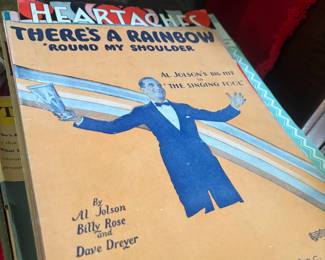 HEARTACHES
THERE'S A RAINBOW
'ROUND MY SHOULDER
AL JOLSON'S BIG HIT
IN
"THE SINGING FOOL"
By
Al Jolson
Billy Rose
and
Dave Dreyer